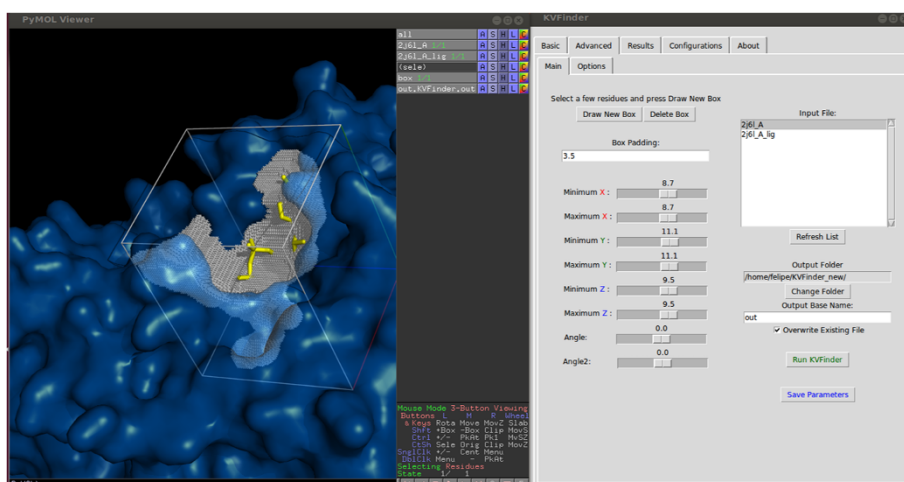 PyMOL Viewer
all A S H L C
2j6l_A 1/1 A S H L C
2j6l_A_lig 1/1 A S H L C
(sele) A S H L C
box 1/1 A S H L C
out.KVFinder.out A S H L C
Mouse Mode 3-Button Viewing
Buttons L M R Wheel
& Keys Rota Move MovZ Slab
Shft +Box -Box Clip MovS
Ctrl +/- PkAt Pk1 MvSZ
CtSh Sele Orig Clip MovZ
SnglClk +/- Cent Menu
DblClk Menu - PkAt
Selecting Residues
State 1/ 1
KVFinder
Basic Advanced Results Configurations About
Main Options
Select a few residues and press Draw New Box
Draw New Box Delete Box
Box Padding:
3.5
8.7
Minimum X :
8.7
Maximum X :
11.1
Minimum Y :
11.1
Maximum Y :
9.5
Minimum Z :
9.5
Maximum Z :
0.0
Angle:
0.0
Angle2:
Input File:
2j6l_A
2j6l_A_lig
Refresh List
Output Folder
/home/felipe/KVFinder_new/
Change Folder
Output Base Name:
out
Overwrite Existing File
Run KVFinder
Save Parameters